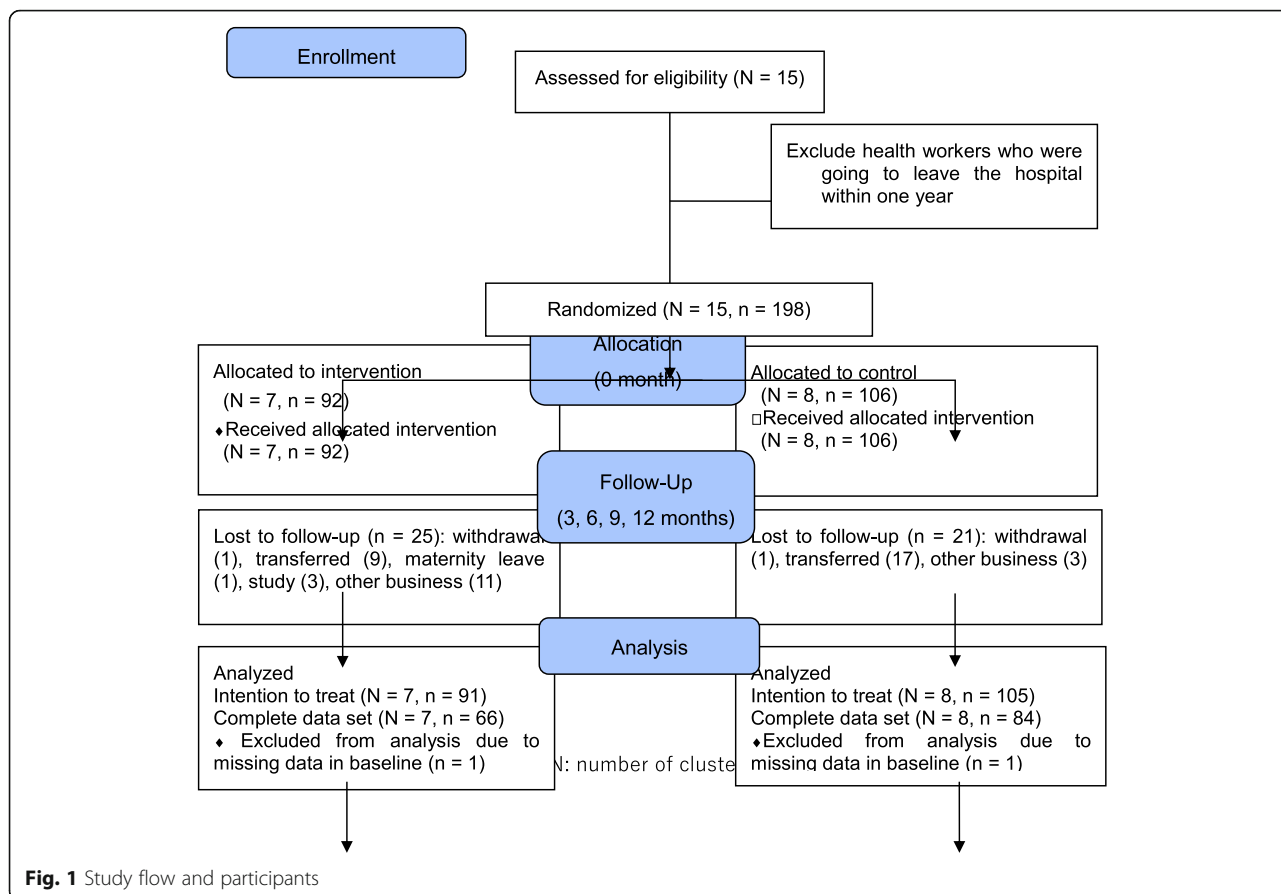 Enrollment
Assessed for eligibility (N = 15)
Exclude health workers who were
going to leave the hospital
within one year
Randomized (N = 15, n = 198)
Allocation
(0 month)
Allocated to intervention
(N = 7, n = 92)
♦Received allocated intervention
(N = 7, n = 92)
Allocated to control
(N = 8, n = 106)
□Received allocated intervention
(N = 8, n = 106)
Follow-Up
(3, 6, 9, 12 months)
Lost to follow-up (n = 25): withdrawal
(1), transferred (9), maternity leave
(1), study (3), other business (11)
Lost to follow-up (n = 21): withdrawal
(1), transferred (17), other business (3)
Analysis
Analyzed
Intention to treat (N = 7, n = 91)
Complete data set (N = 7, n = 66)
♦ Excluded from analysis due to
missing data in baseline (n = 1)
Analyzed
Intention to treat (N = 8, n = 105)
Complete data set (N = 8, n = 84)
♦Excluded from analysis due to
missing data in baseline (n = 1)
N: number of cluste
Fig. 1 Study flow and participants